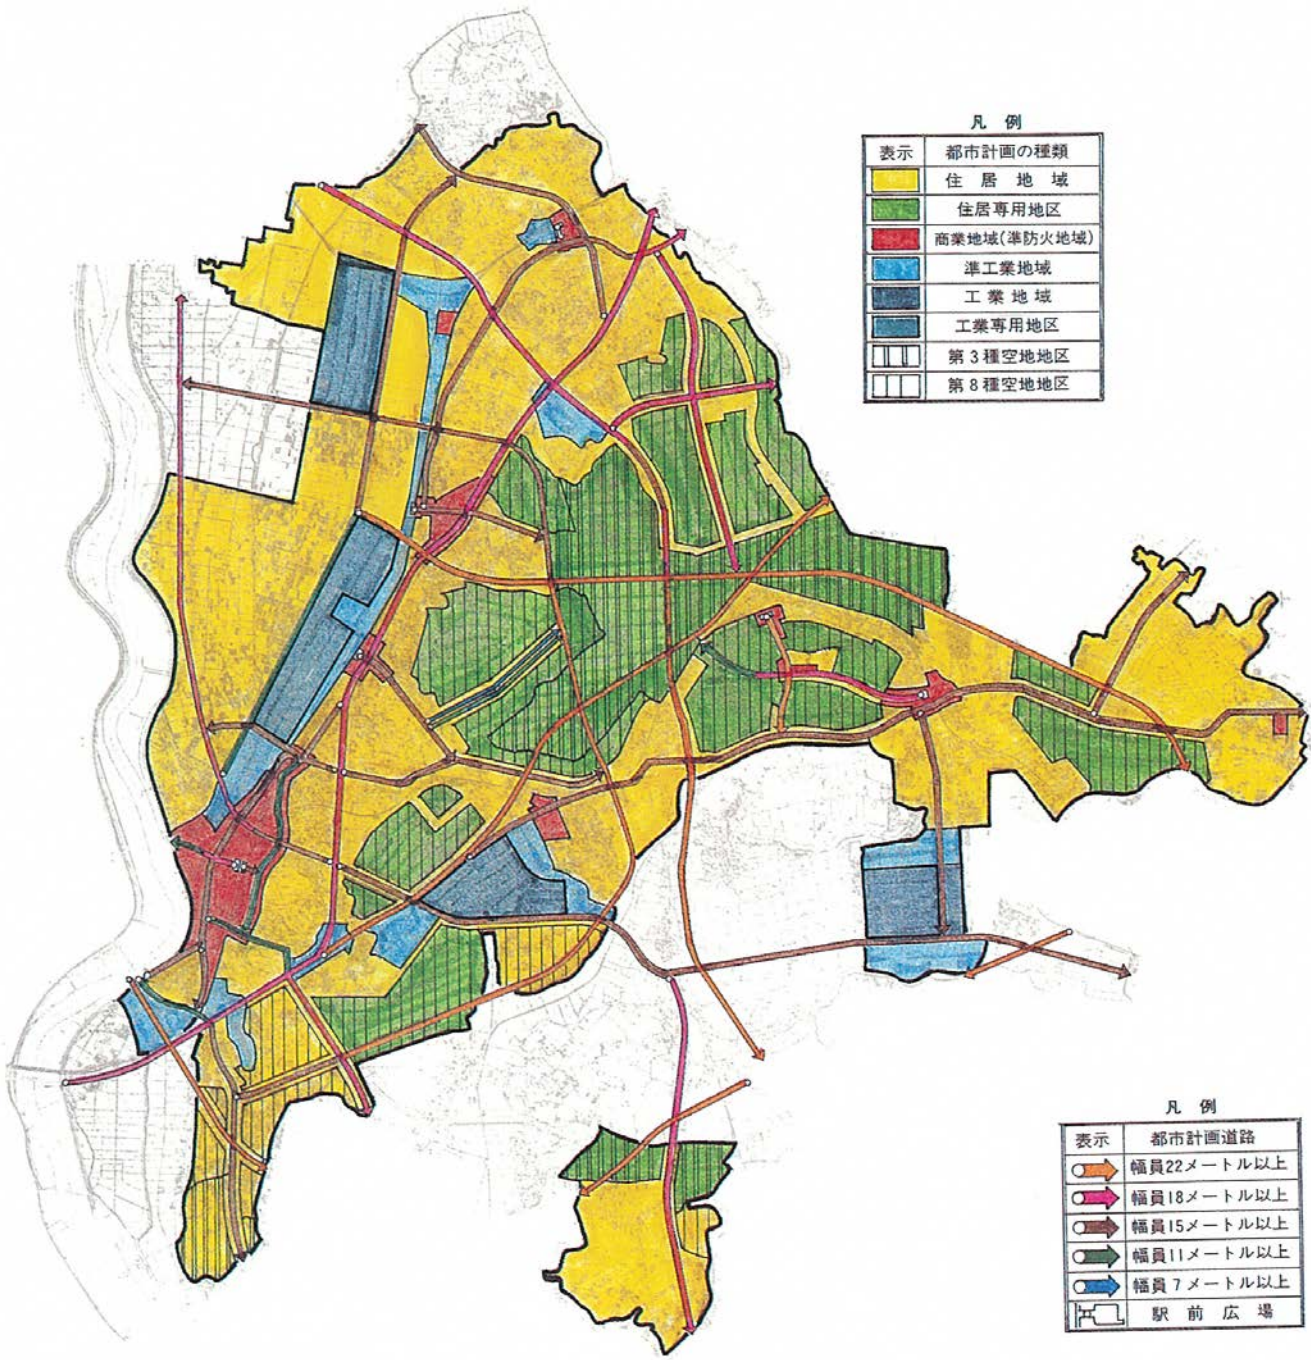 凡例
表示 都市計画の種類
住居地域
住居専用地区
商業地域(準防火地域)
準工業地域
工業地域
工業専用地区
第3種空地地区
第8種空地地区
凡例
表示 都市計画道路
幅員22メートル以上
幅員18メートル以上
幅員15メートル以上
幅員11メートル以上
幅員7メートル以上
駅前広場